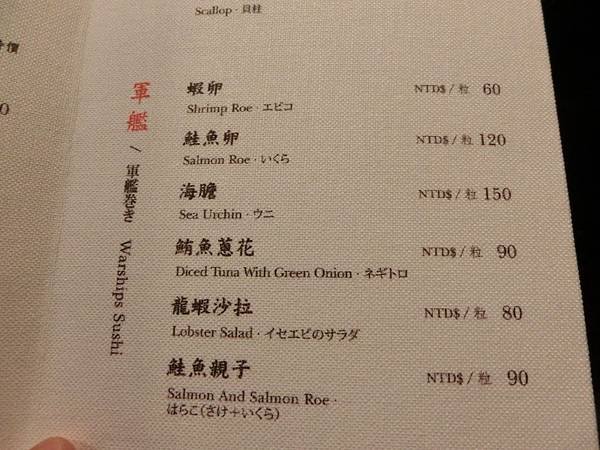 Scallop · 貝柱
0
軍艦 / 軍艦巻き Warships Sushi
蝦卵 NTD$ / 粒 60
Shrimp Roe · エビコ
鮭魚卵 NTD$ / 粒 120
Salmon Roe · いくら
海膽 NTD$ / 粒 150
Sea Urchin · ウニ
鮪魚蔥花 NTD$ / 粒 90
Diced Tuna With Green Onion · ネギトロ
龍蝦沙拉 NTD$ / 粒 80
Lobster Salad · イセエビのサラダ
鮭魚親子 NTD$ / 粒 90
Salmon And Salmon Roe ·
はらこ(さけ+いくら)